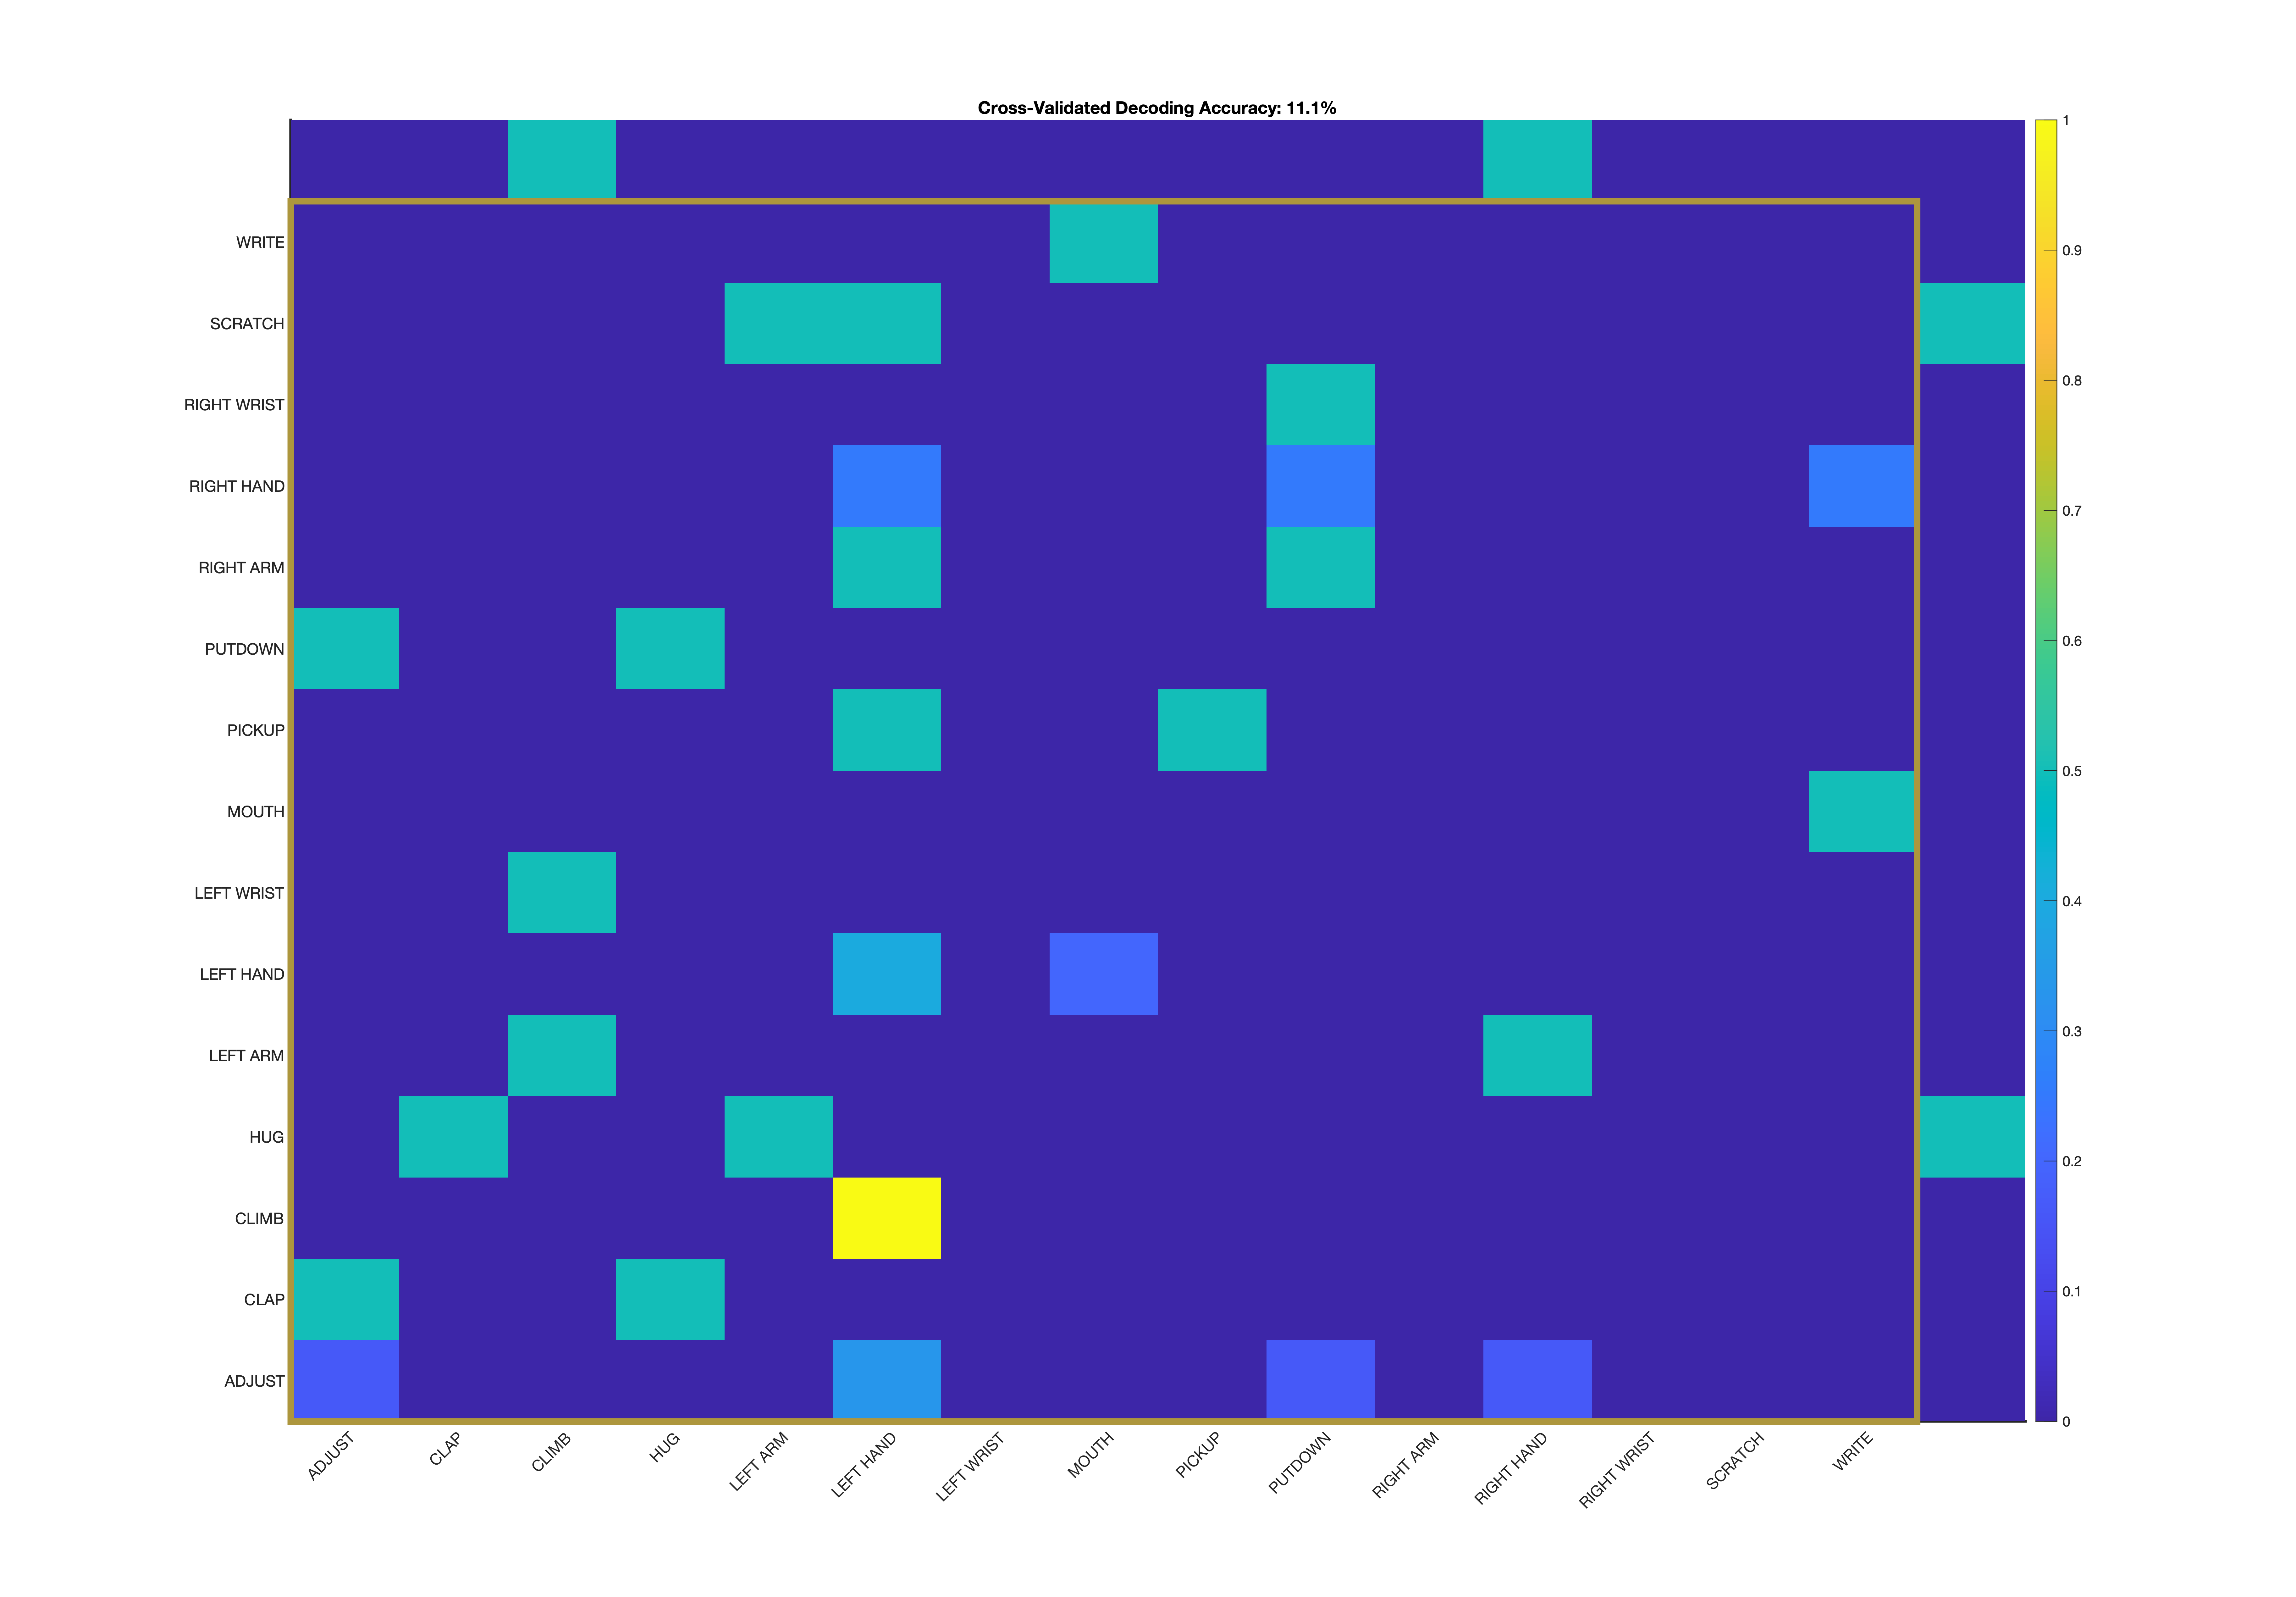 Cross-Validated Decoding Accuracy: 11.1%
WRITE
SCRATCH
RIGHT WRIST
RIGHT HAND
RIGHT ARM
PUTDOWN
PICKUP
MOUTH
LEFT WRIST
LEFT HAND
LEFT ARM
HUG
CLIMB
CLAP
ADJUST
ADJUST
CLAP
CLIMB
HUG
LEFT ARM
LEFT HAND
LEFT WRIST
MOUTH
PICKUP
PUTDOWN
RIGHT ARM
RIGHT HAND
RIGHT WRIST
SCRATCH
WRITE
1
0.9
0.8
0.7
0.6
0.5
0.4
0.3
0.2
0.1
0